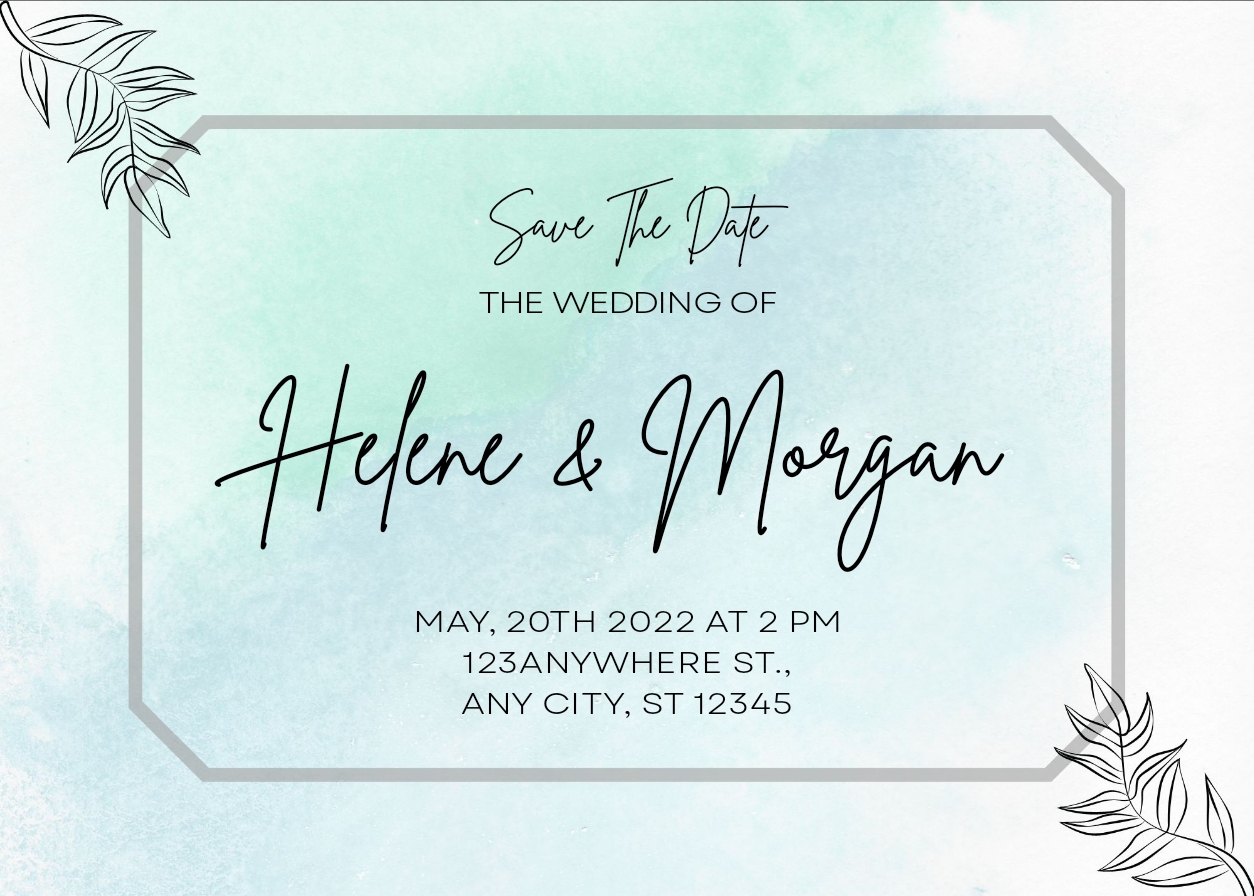 Save The Date
THE WEDDING OF
Helene & Morgan
MAY, 20TH 2022 AT 2 PM
123ANYWHERE ST.,
ANY CITY, ST 12345